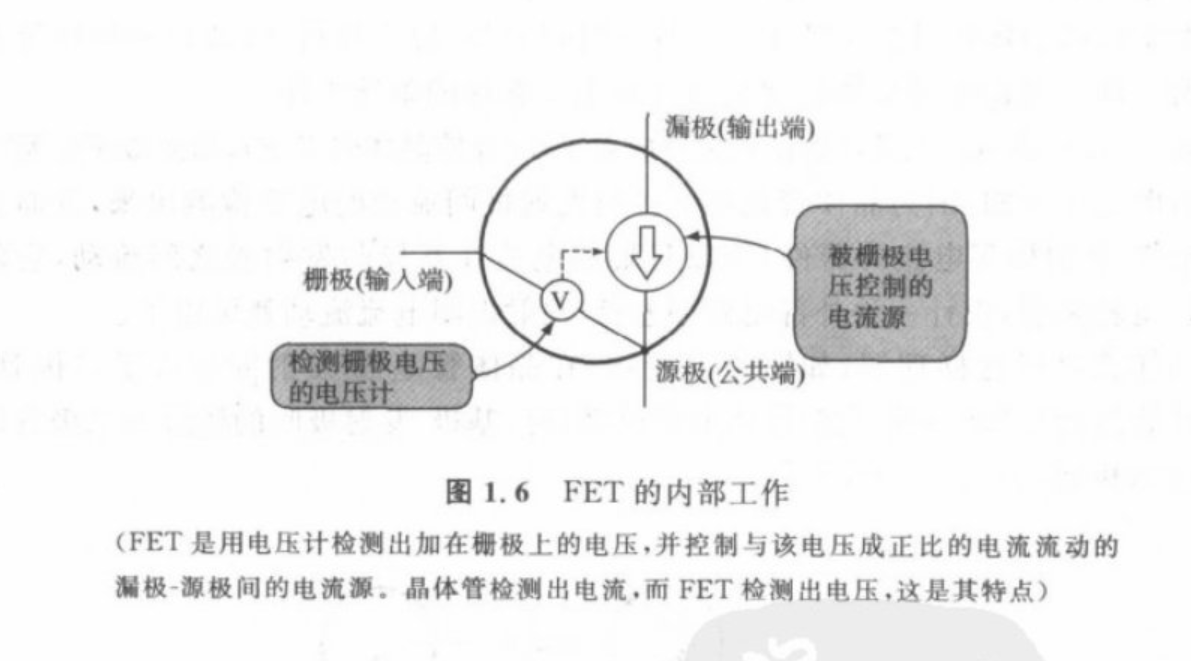 漏极(输出端)
栅极(输入端)
V
被栅极电
压控制的
电流源
检测栅极电压
的电压计
源极(公共端)
图 1.6 FET 的内部工作
(FET 是用电压计检测出加在栅极上的电压,并控制与该电压成正比的电流流动的
漏极-源极间的电流源。晶体管检测出电流,而 FET 检测出电压,这是其特点)